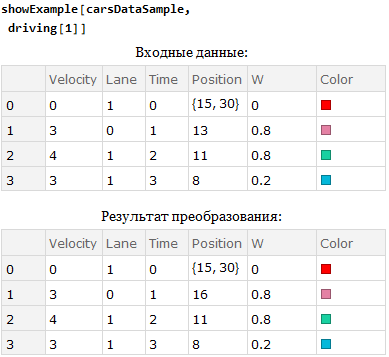 showExample[carsDataSample,
driving[1]]
Входные данные:
Velocity Lane Time Position W Color
0 0 1 0 {15, 30} 0
1 3 0 1 13 0.8
2 4 1 2 11 0.8
3 3 1 3 8 0.2
Результат преобразования:
Velocity Lane Time Position W Color
0 0 1 0 {15, 30} 0
1 3 0 1 16 0.8
2 4 1 2 11 0.8
3 3 1 3 8 0.2